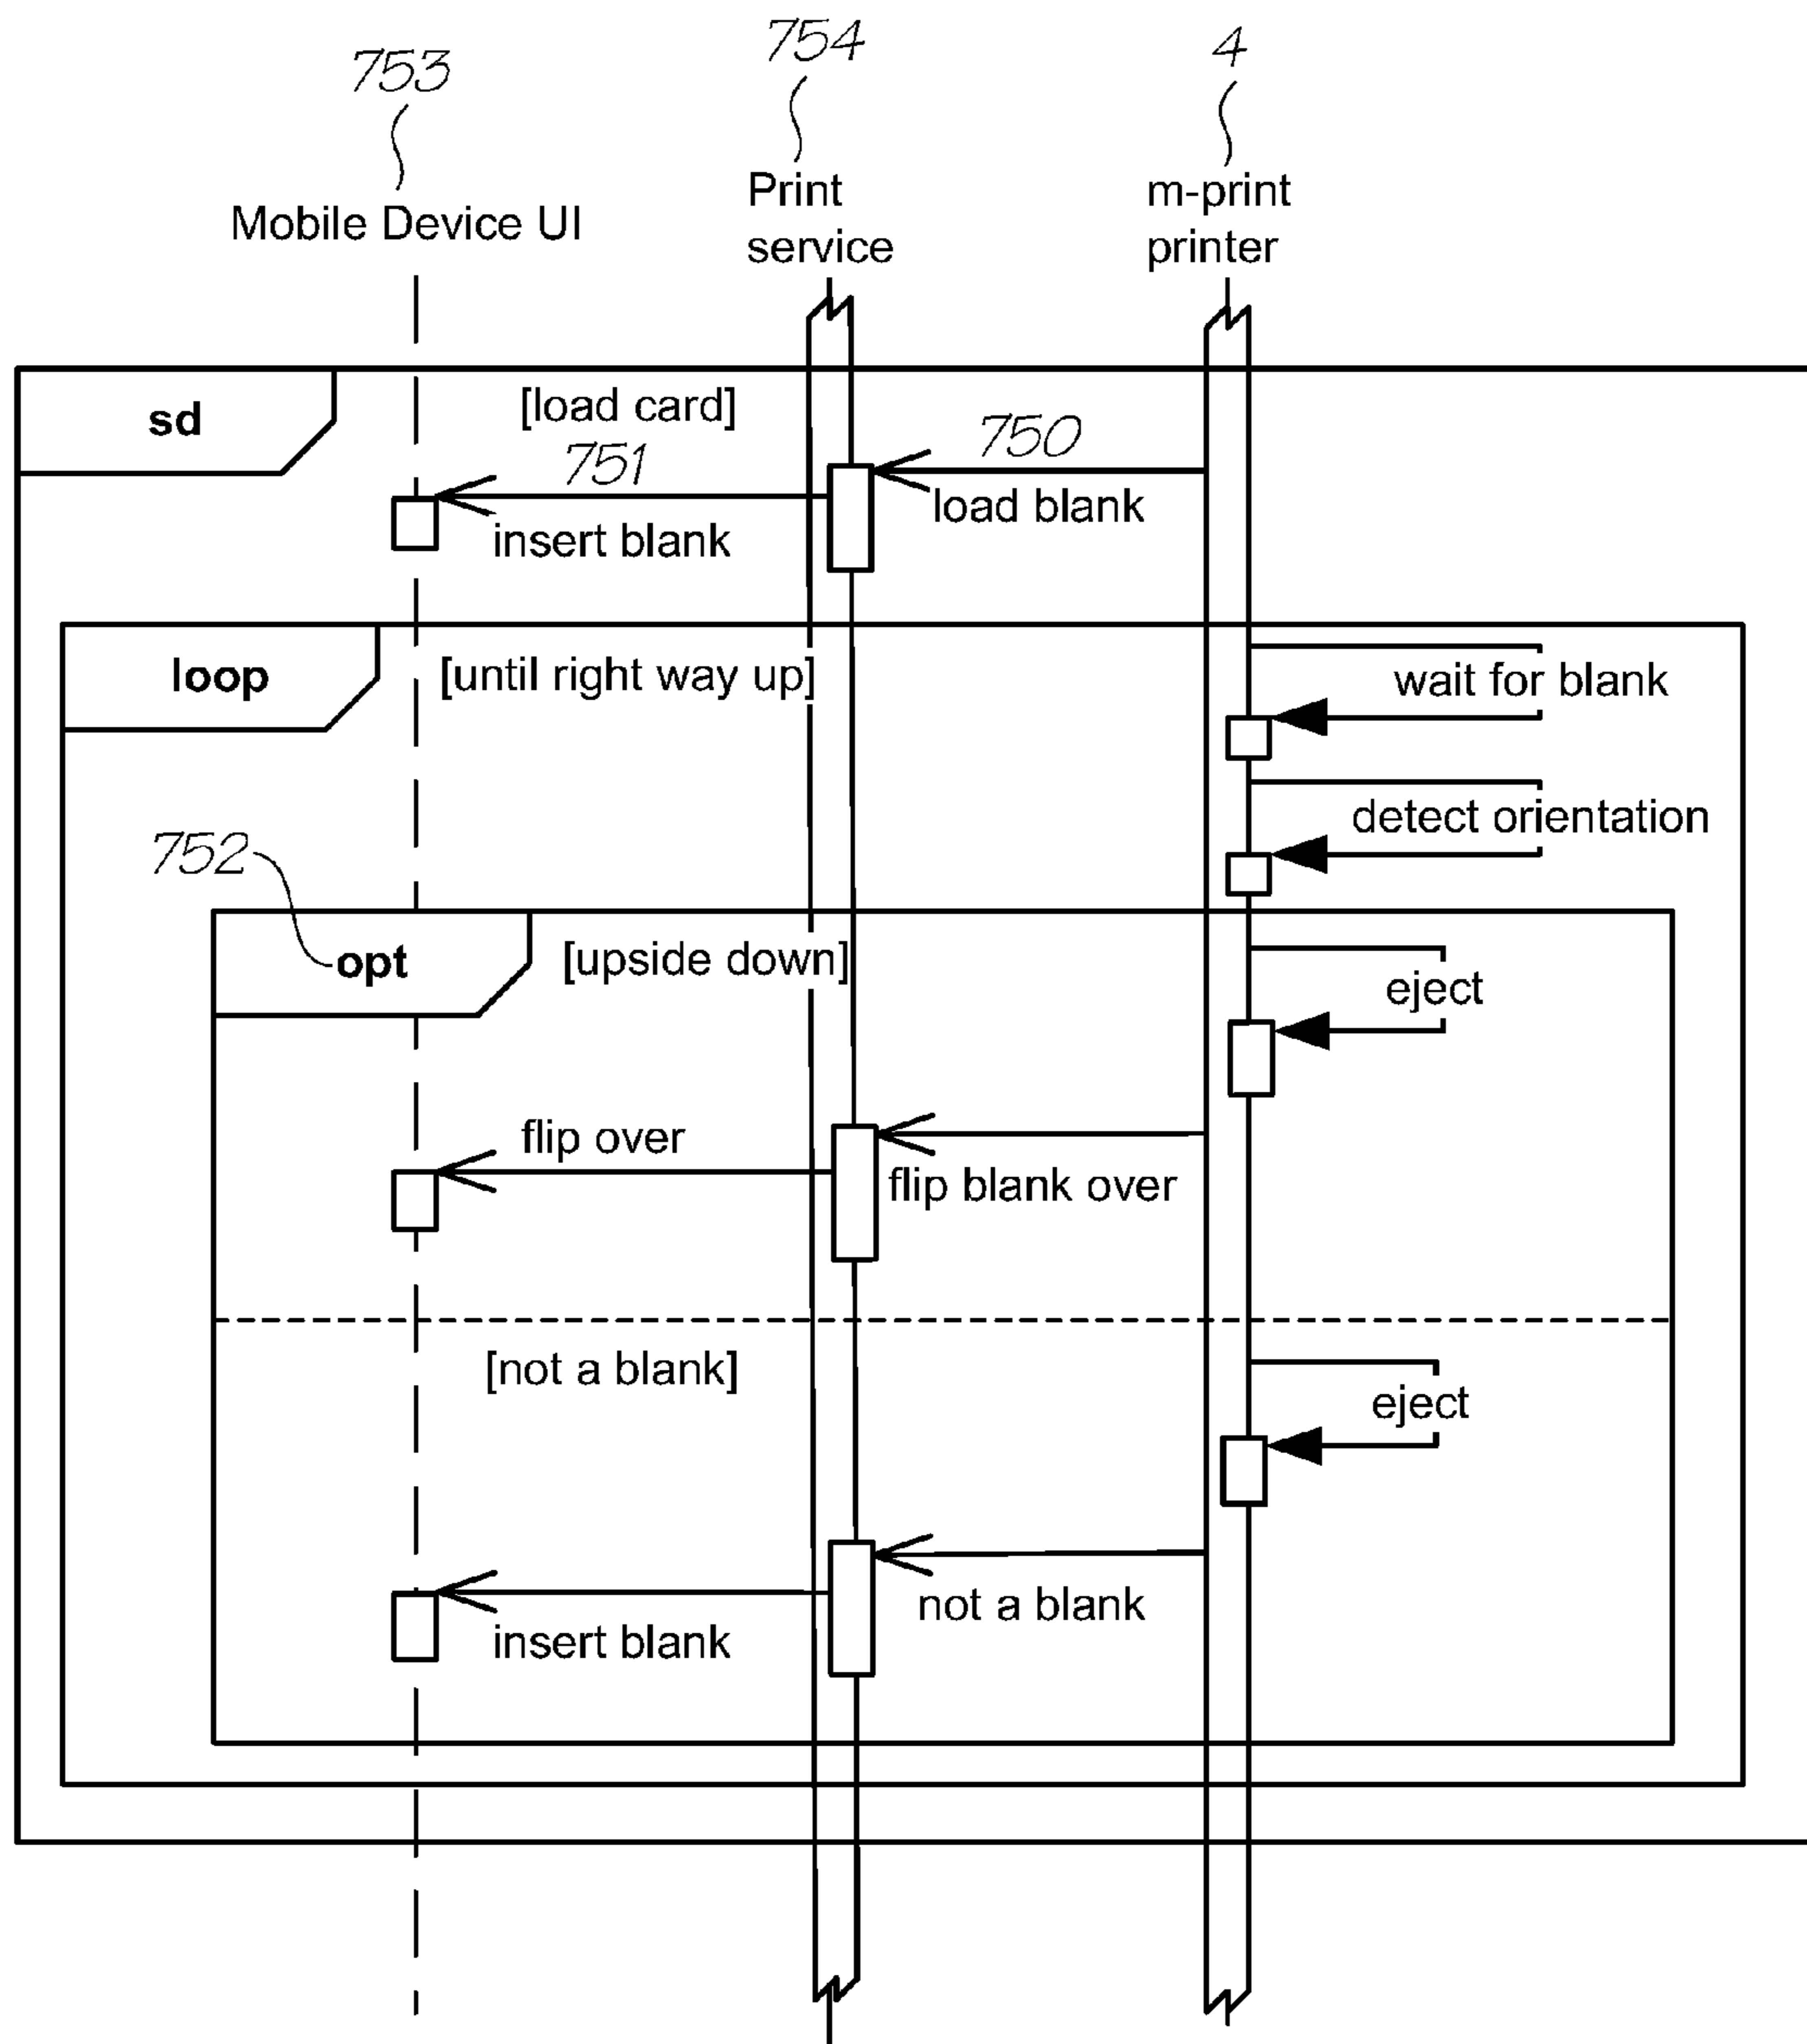 753
754
4
Mobile Device UI
Print
service
m-print
printer
sd
[load card]
751
750
insert blank
load blank
loop
[until right way up]
wait for blank
detect orientation
752
opt
[upside down]
eject
flip over
flip blank over
[not a blank]
eject
not a blank
insert blank